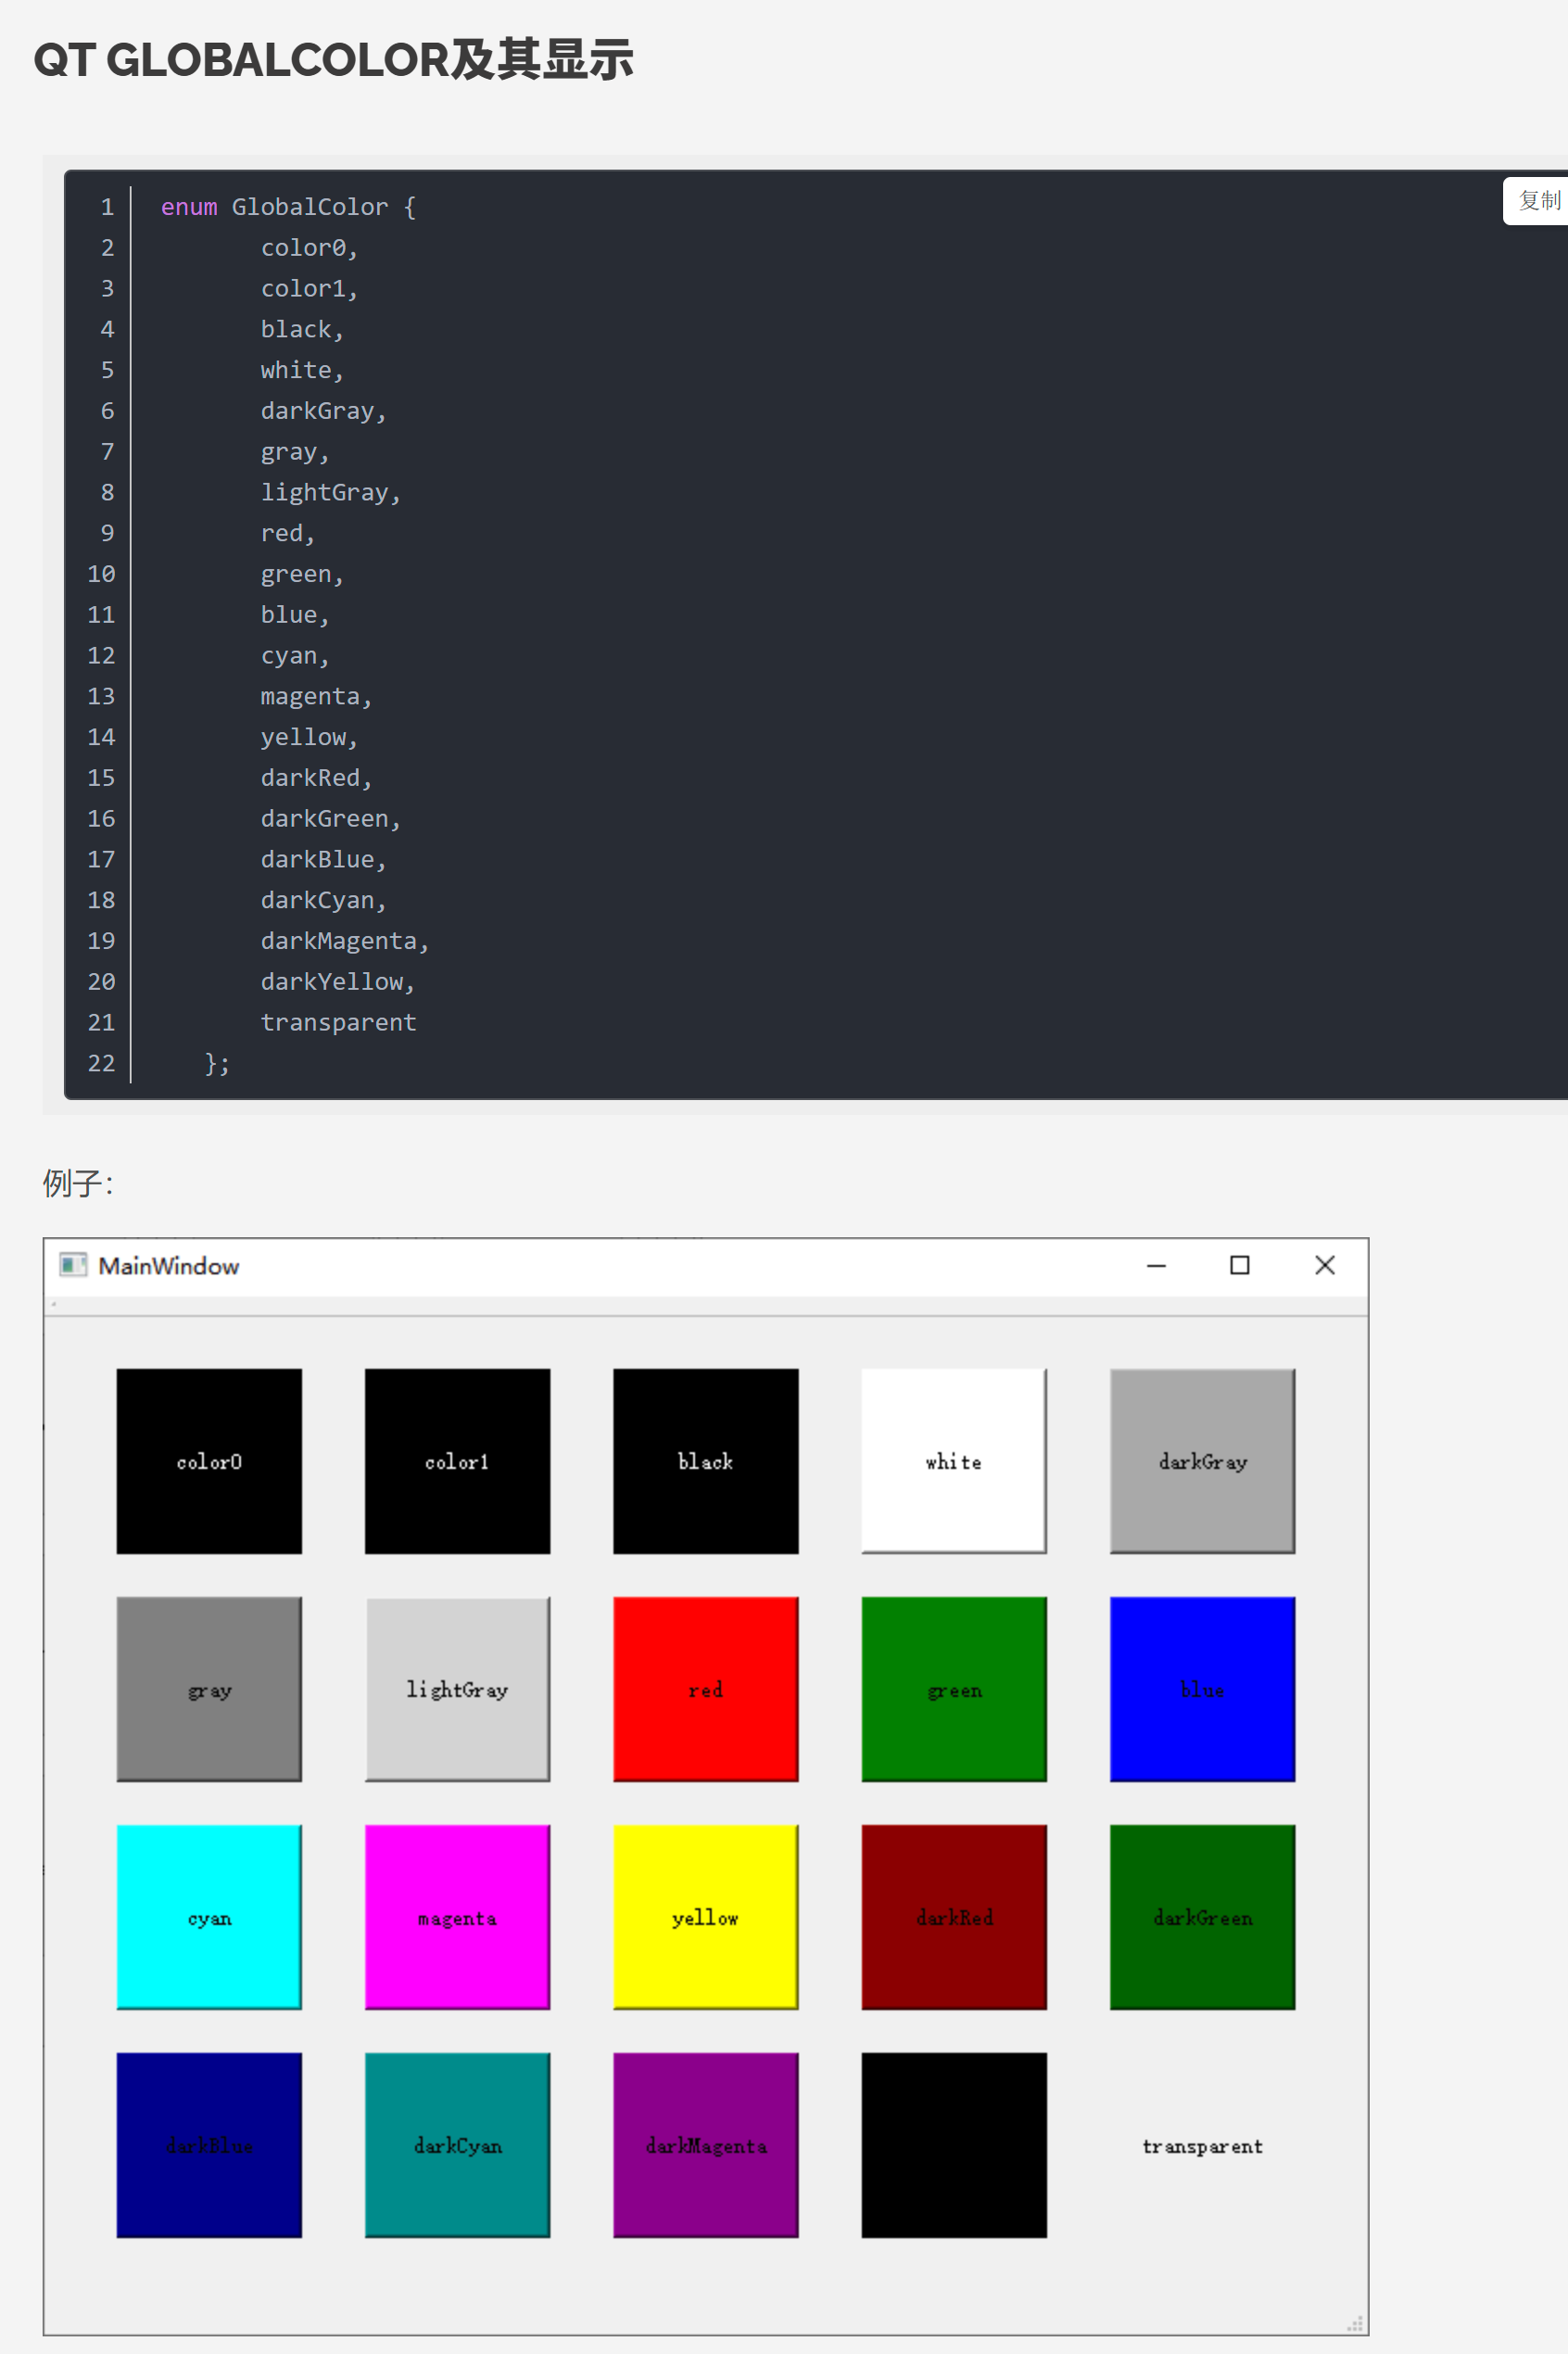 QT GLOBALCOLOR及其显示
复制
1 enum GlobalColor {
2 color0,
3 color1,
4 black,
5 white,
6 darkGray,
7 gray,
8 lightGray,
9 red,
10 green,
11 blue,
12 cyan,
13 magenta,
14 yellow,
15 darkRed,
16 darkGreen,
17 darkBlue,
18 darkCyan,
19 darkMagenta,
20 darkYellow,
21 transparent
22 };
例子：
MainWindow
color0 color1 black white darkGray
gray lightGray red green blue
cyan magenta yellow darkRed darkGreen
darkBlue darkCyan darkMagenta transparent